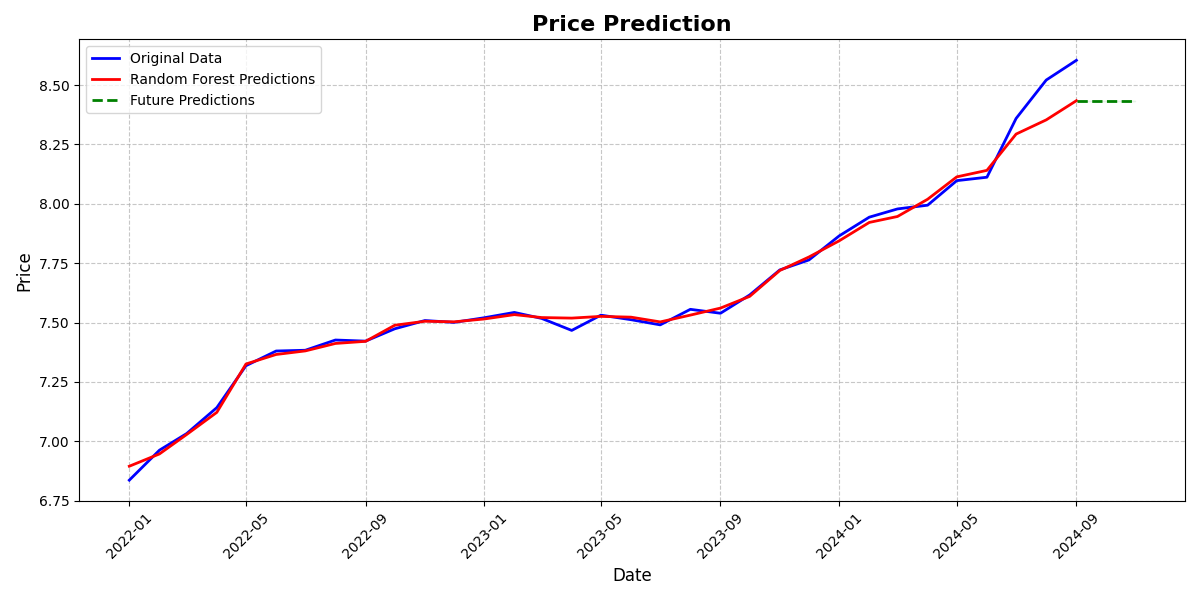 Price Prediction
Original Data
Random Forest Predictions
Future Predictions
Price
8.50
8.25
8.00
7.75
7.50
7.25
7.00
6.75
2022-01
2022-05
2022-09
2023-01
2023-05
2023-09
2024-01
2024-05
2024-09
Date